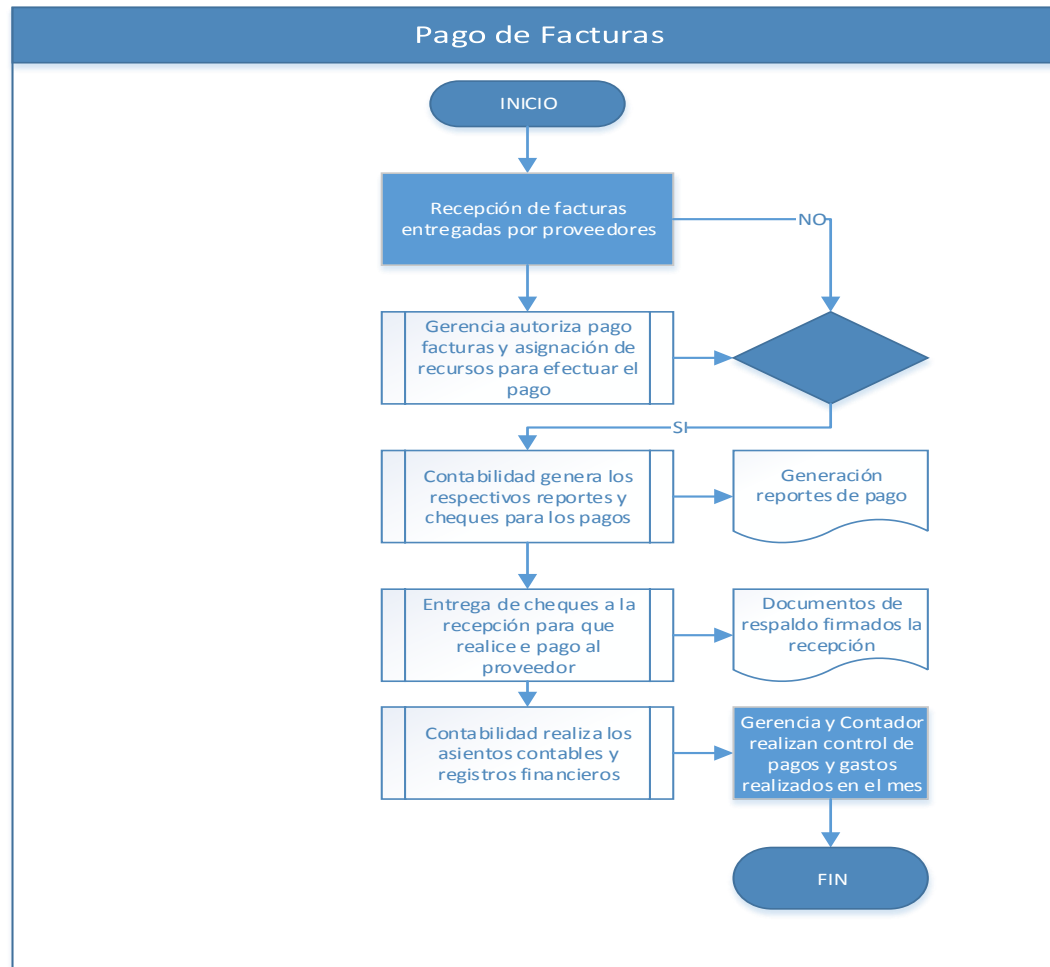 Pago de Facturas
INICIO
Recepción de facturas
entregadas por proveedores
NO
Gerencia autoriza pago
facturas y asignación de
recursos para efectuar el
pago
SI
Contabilidad genera los
respectivos reportes y
cheques para los pagos
Generación
reportes de pago
Entrega de cheques a la
recepción para que
realice e pago al
proveedor
Documentos de
respaldo firmados la
recepción
Contabilidad realiza los
asientos contables y
registros financieros
Gerencia y Contador
realizan control de
pagos y gastos
realizados en el mes
FIN